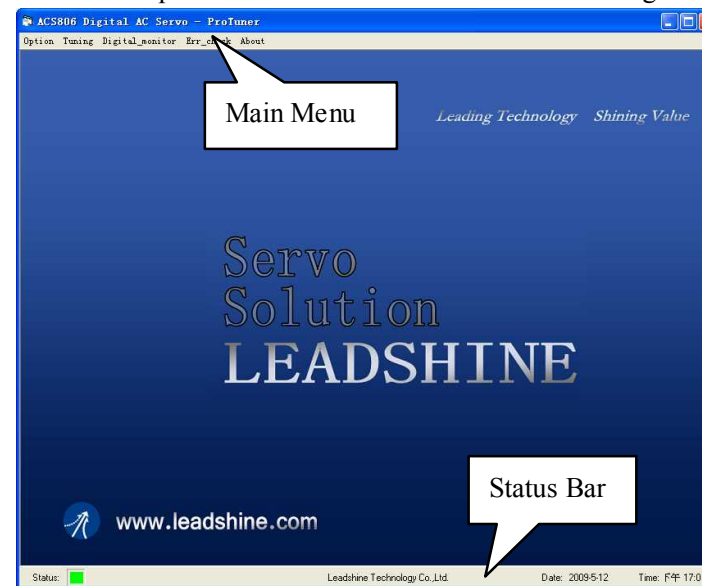 ACS806 Digital AC Servo - ProTuner
Option Tuning Digital_monitor Err_check About
Main Menu
Leading Technology Shining Value
Servo
Solution
LEADSHINE
Status Bar
www.leadshine.com
Status: Leadshine Technology Co.,Ltd. Date: 2009-5-12 Time: 下午 17:0